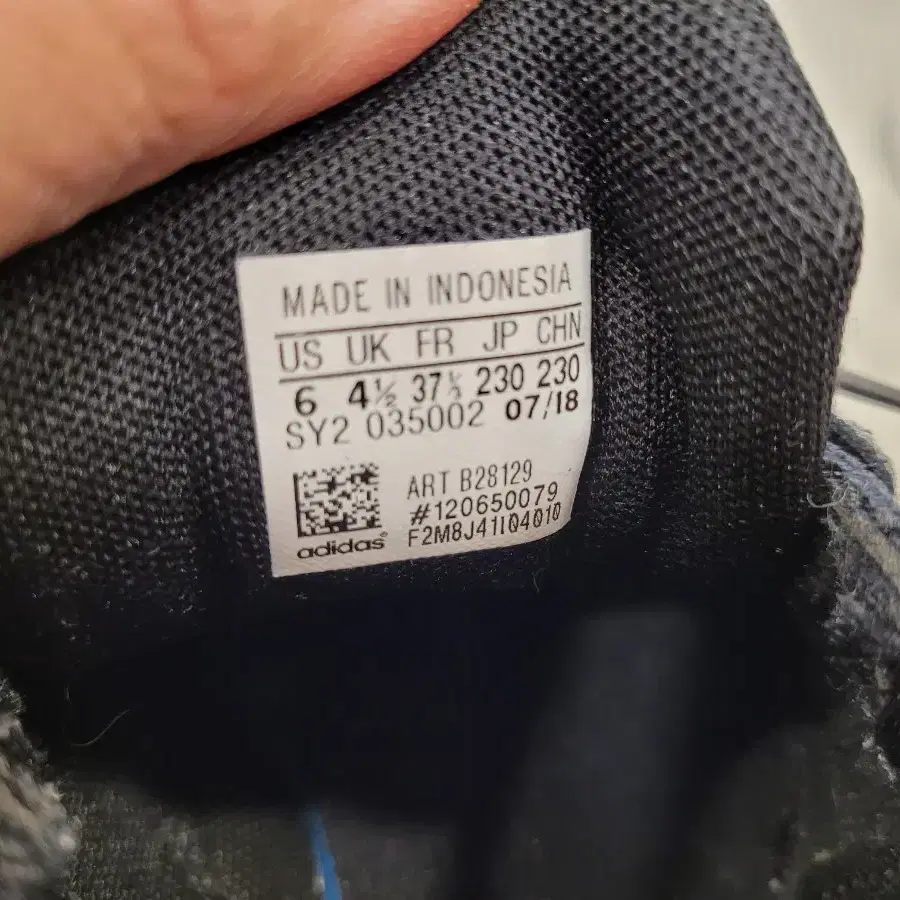 MADE IN INDONESIA
US UK FR JP CHN
6 4½ 37⅓ 230 230
SY2 035002 07/18
ART B28129
#120650079
F2M8J41I04010
adidas®